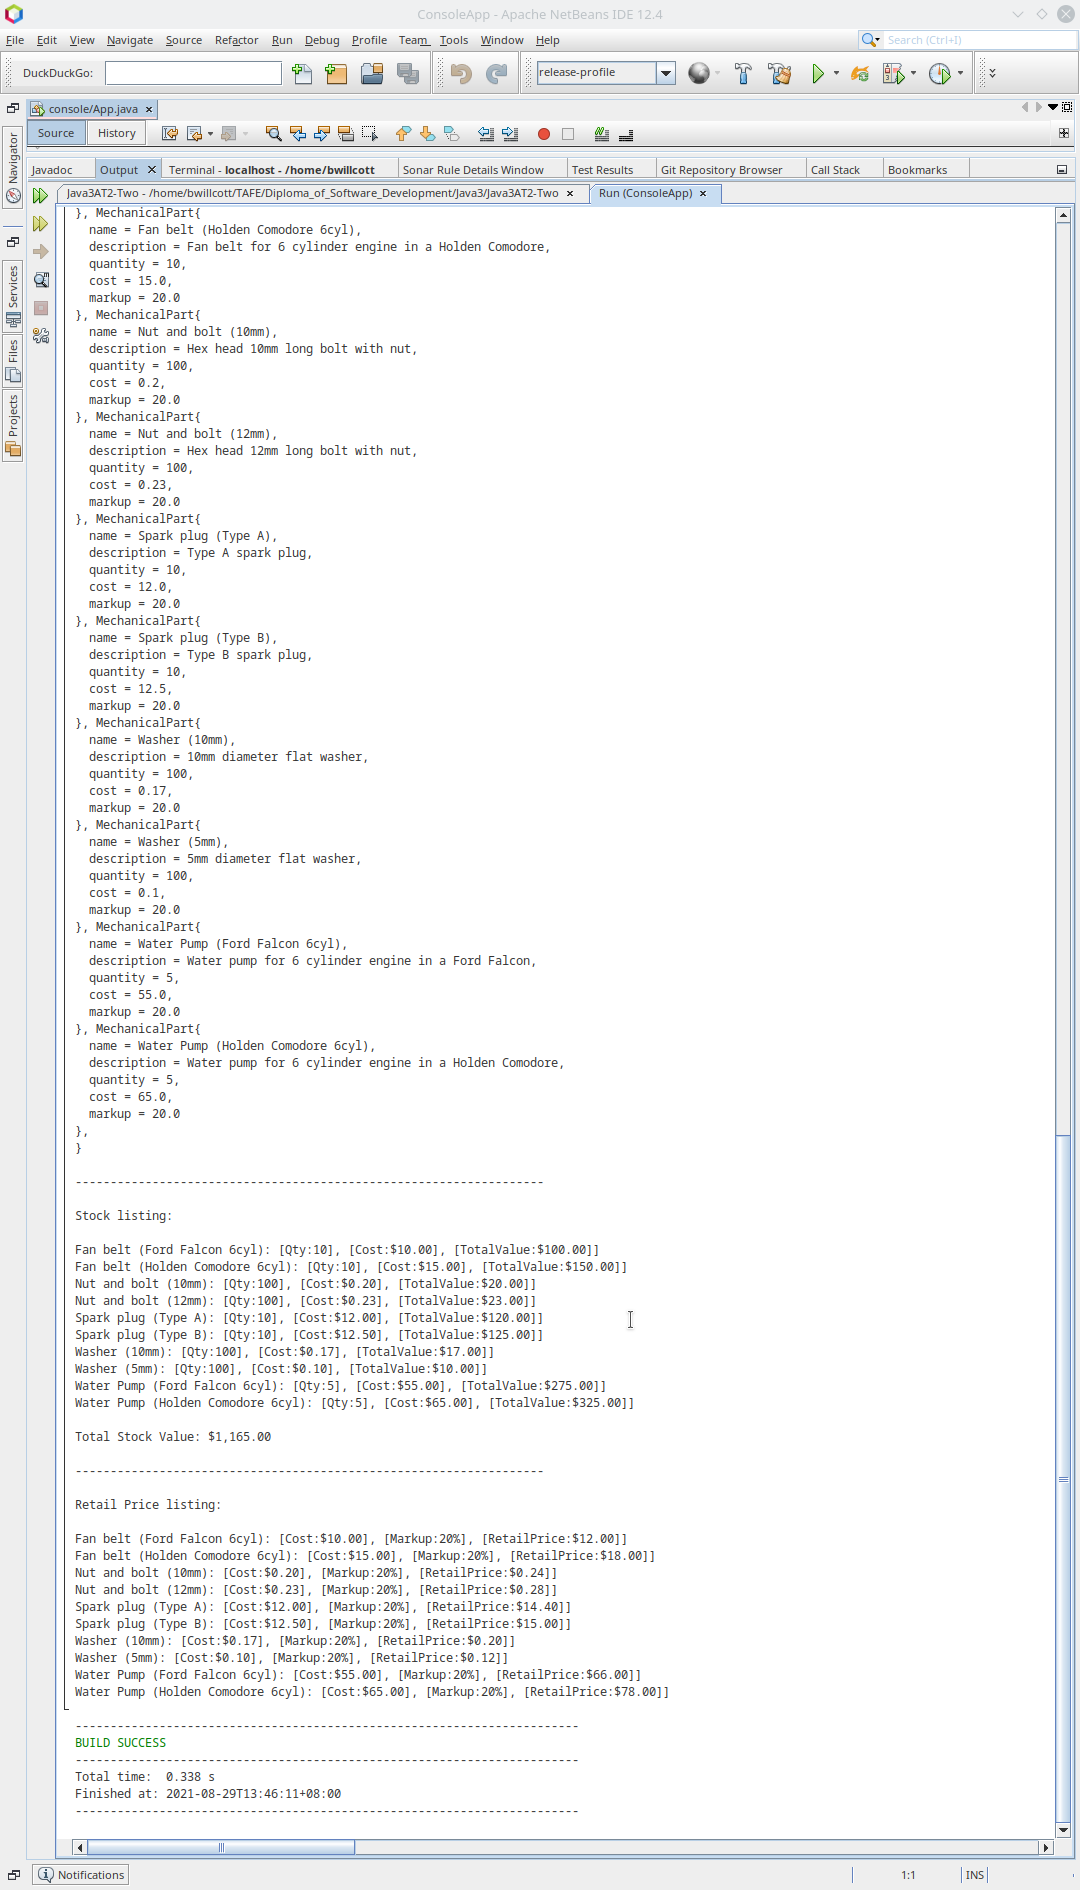 ConsoleApp - Apache NetBeans IDE 12.4
File Edit View Navigate Source Refactor Run Debug Profile Team Tools Window Help
Search (Ctrl+I)
DuckDuckGo:
release-profile
console/App.java
Source History
Javadoc Output Terminal - localhost - /home/bwillcott Sonar Rule Details Window Test Results Git Repository Browser Call Stack Bookmarks
Java3AT2-Two - /home/bwillcott/TAFE/Diploma_of_Software_Development/Java3/Java3AT2-Two Run (ConsoleApp)
Navigator
Services
Files
Projects
}, MechanicalPart{
name = Fan belt (Holden Comodore 6cyl),
description = Fan belt for 6 cylinder engine in a Holden Comodore,
quantity = 10,
cost = 15.0,
markup = 20.0
}, MechanicalPart{
name = Nut and bolt (10mm),
description = Hex head 10mm long bolt with nut,
quantity = 100,
cost = 0.2,
markup = 20.0
}, MechanicalPart{
name = Nut and bolt (12mm),
description = Hex head 12mm long bolt with nut,
quantity = 100,
cost = 0.23,
markup = 20.0
}, MechanicalPart{
name = Spark plug (Type A),
description = Type A spark plug,
quantity = 10,
cost = 12.0,
markup = 20.0
}, MechanicalPart{
name = Spark plug (Type B),
description = Type B spark plug,
quantity = 10,
cost = 12.5,
markup = 20.0
}, MechanicalPart{
name = Washer (10mm),
description = 10mm diameter flat washer,
quantity = 100,
cost = 0.17,
markup = 20.0
}, MechanicalPart{
name = Washer (5mm),
description = 5mm diameter flat washer,
quantity = 100,
cost = 0.1,
markup = 20.0
}, MechanicalPart{
name = Water Pump (Ford Falcon 6cyl),
description = Water pump for 6 cylinder engine in a Ford Falcon,
quantity = 5,
cost = 55.0,
markup = 20.0
}, MechanicalPart{
name = Water Pump (Holden Comodore 6cyl),
description = Water pump for 6 cylinder engine in a Holden Comodore,
quantity = 5,
cost = 65.0,
markup = 20.0
},
}
-------------------------------------------------------------------
Stock listing:
Fan belt (Ford Falcon 6cyl): [Qty:10], [Cost:$10.00], [TotalValue:$100.00]]
Fan belt (Holden Comodore 6cyl): [Qty:10], [Cost:$15.00], [TotalValue:$150.00]]
Nut and bolt (10mm): [Qty:100], [Cost:$0.20], [TotalValue:$20.00]]
Nut and bolt (12mm): [Qty:100], [Cost:$0.23], [TotalValue:$23.00]]
Spark plug (Type A): [Qty:10], [Cost:$12.00], [TotalValue:$120.00]]
Spark plug (Type B): [Qty:10], [Cost:$12.50], [TotalValue:$125.00]]
Washer (10mm): [Qty:100], [Cost:$0.17], [TotalValue:$17.00]]
Washer (5mm): [Qty:100], [Cost:$0.10], [TotalValue:$10.00]]
Water Pump (Ford Falcon 6cyl): [Qty:5], [Cost:$55.00], [TotalValue:$275.00]]
Water Pump (Holden Comodore 6cyl): [Qty:5], [Cost:$65.00], [TotalValue:$325.00]]
Total Stock Value: $1,165.00
-------------------------------------------------------------------
Retail Price listing:
Fan belt (Ford Falcon 6cyl): [Cost:$10.00], [Markup:20%], [RetailPrice:$12.00]]
Fan belt (Holden Comodore 6cyl): [Cost:$15.00], [Markup:20%], [RetailPrice:$18.00]]
Nut and bolt (10mm): [Cost:$0.20], [Markup:20%], [RetailPrice:$0.24]]
Nut and bolt (12mm): [Cost:$0.23], [Markup:20%], [RetailPrice:$0.28]]
Spark plug (Type A): [Cost:$12.00], [Markup:20%], [RetailPrice:$14.40]]
Spark plug (Type B): [Cost:$12.50], [Markup:20%], [RetailPrice:$15.00]]
Washer (10mm): [Cost:$0.17], [Markup:20%], [RetailPrice:$0.20]]
Washer (5mm): [Cost:$0.10], [Markup:20%], [RetailPrice:$0.12]]
Water Pump (Ford Falcon 6cyl): [Cost:$55.00], [Markup:20%], [RetailPrice:$66.00]]
Water Pump (Holden Comodore 6cyl): [Cost:$65.00], [Markup:20%], [RetailPrice:$78.00]]
------------------------------------------------------------------------
BUILD SUCCESS
------------------------------------------------------------------------
Total time:  0.338 s
Finished at: 2021-08-29T13:46:11+08:00
------------------------------------------------------------------------
Notifications 1:1 INS